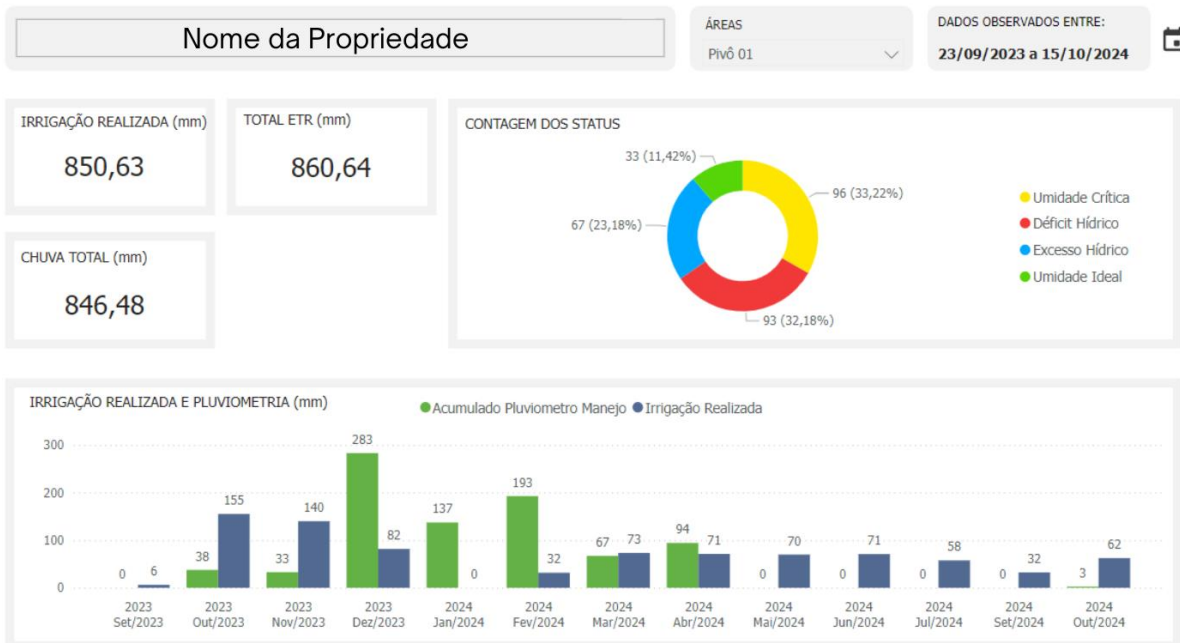 Nome da Propriedade
ÁREAS
Pivô 01
DADOS OBSERVADOS ENTRE:
23/09/2023 a 15/10/2024
IRRIGAÇÃO REALIZADA (mm)
850,63
TOTAL ETR (mm)
860,64
CHUVA TOTAL (mm)
846,48
CONTAGEM DOS STATUS
33 (11,42%)
96 (33,22%)
67 (23,18%)
93 (32,18%)
Umidade Crítica
Déficit Hídrico
Excesso Hídrico
Umidade Ideal
IRRIGAÇÃO REALIZADA E PLUVIOMETRIA (mm)
Acumulado Pluviometro Manejo Irrigação Realizada
300
200
100
0
0 6
38 155
33 140
283 82
137 0
193 32
67 73
94 71
0 70
0 71
0 58
0 32
3 62
2023 2023 2023 2023 2024 2024 2024 2024 2024 2024 2024 2024 2024
Set/2023 Out/2023 Nov/2023 Dez/2023 Jan/2024 Fev/2024 Mar/2024 Abr/2024 Mai/2024 Jun/2024 Jul/2024 Set/2024 Out/2024